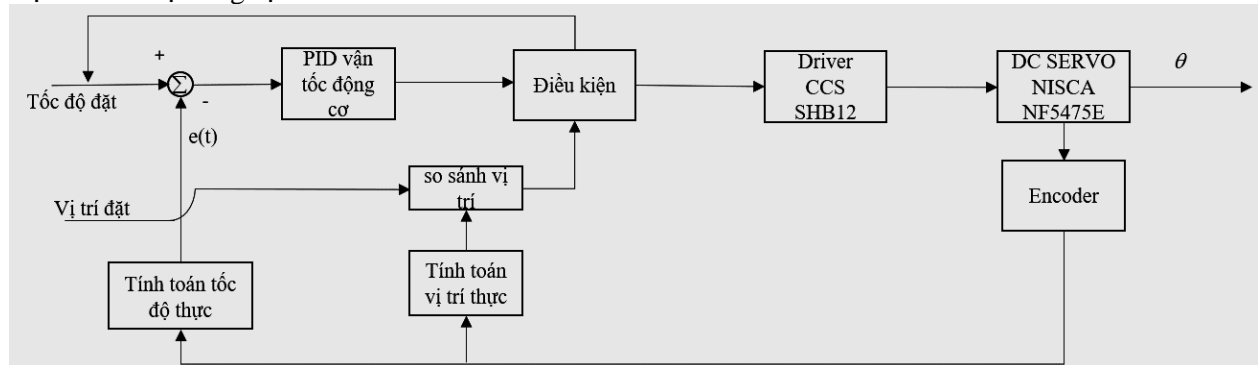 +
PID vận
tốc động
cơ
Điều kiện
Driver
CCS
SHB12
DC SERVO
NISCA
NF5475E
θ
Σ
Tốc độ đặt
-
e(t)
so sánh vị
trí
Vị trí đặt
Encoder
Tính toán tốc
độ thực
Tính toán
vị trí thực